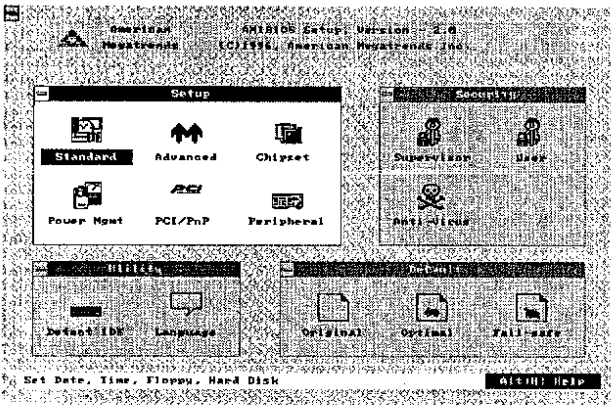 American
Megatrends
AMIBIOS Setup, Version - 2.0
(C)1996, American Megatrends Inc.
Setup
Standard
Advanced
Chipset
Power Mgmt
PCI
PCI/PnP
Peripheral
Security
Supervisor
User
Anti-Virus
Utility
Detect IDE
Language
Default
Original
Optimal
Fail-safe
Set Date, Time, Floppy, Hard Disk
Alt+H: Help